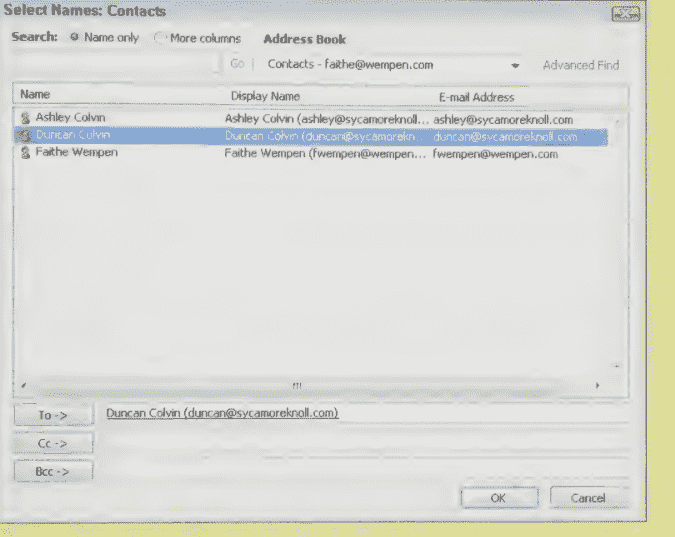 Select Names: Contacts
Search: Name only More columns Address Book
Go Contacts - faithe@wempen.com Advanced Find
Name Display Name E-mail Address
Ashley Colvin Ashley Colvin (ashley@sycamoreknoll... ashley@sycamoreknoll.com
Duncan Colvin Duncan Colvin (duncan@sycamorekn... duncan@sycamoreknoll.com
Faithe Wempen Faithe Wempen (fwempen@wempen... fwempen@wempen.com
To -> Duncan Colvin (duncan@sycamoreknoll.com)
Cc ->
Bcc ->
OK Cancel